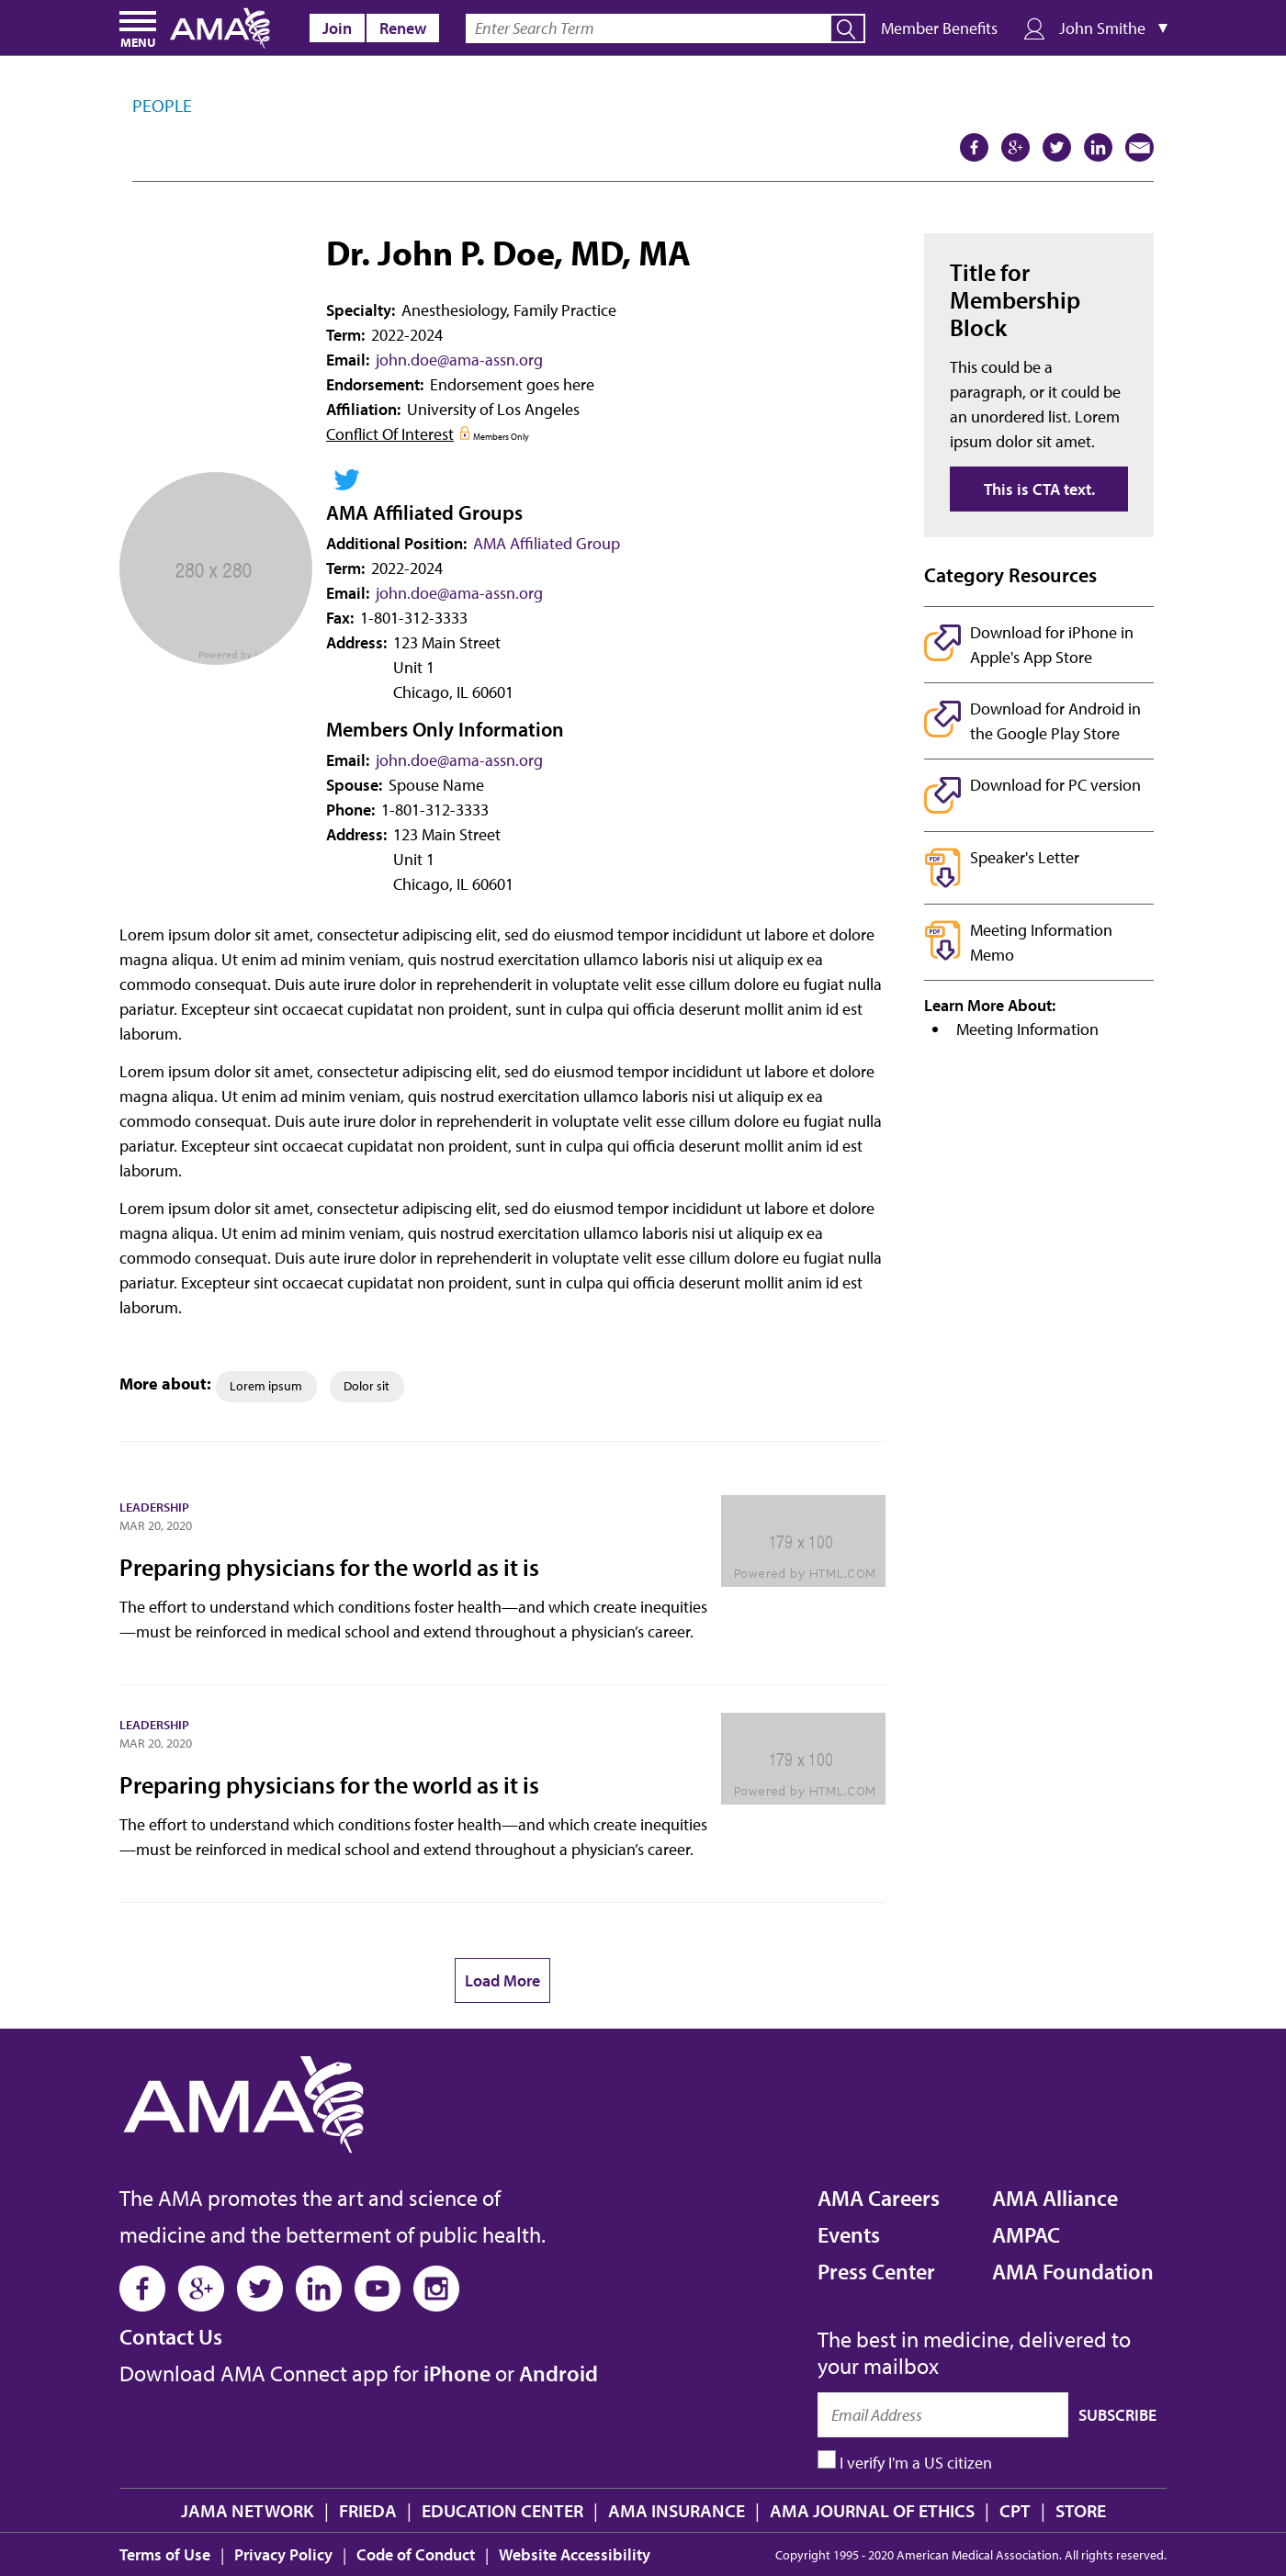 MENU AMA Join Renew Enter Search Term Member Benefits John Smithe ▼
PEOPLE
Dr. John P. Doe, MD, MA
Specialty: Anesthesiology, Family Practice
Term: 2022-2024
Email: john.doe@ama-assn.org
Endorsement: Endorsement goes here
Affiliation: University of Los Angeles
Conflict Of Interest Members Only
280 x 280
Powered by
AMA Affiliated Groups
Additional Position: AMA Affiliated Group
Term: 2022-2024
Email: john.doe@ama-assn.org
Fax: 1-801-312-3333
Address: 123 Main Street
Unit 1
Chicago, IL 60601
Members Only Information
Email: john.doe@ama-assn.org
Spouse: Spouse Name
Phone: 1-801-312-3333
Address: 123 Main Street
Unit 1
Chicago, IL 60601
Lorem ipsum dolor sit amet, consectetur adipiscing elit, sed do eiusmod tempor incididunt ut labore et dolore
magna aliqua. Ut enim ad minim veniam, quis nostrud exercitation ullamco laboris nisi ut aliquip ex ea
commodo consequat. Duis aute irure dolor in reprehenderit in voluptate velit esse cillum dolore eu fugiat nulla
pariatur. Excepteur sint occaecat cupidatat non proident, sunt in culpa qui officia deserunt mollit anim id est
laborum.
Lorem ipsum dolor sit amet, consectetur adipiscing elit, sed do eiusmod tempor incididunt ut labore et dolore
magna aliqua. Ut enim ad minim veniam, quis nostrud exercitation ullamco laboris nisi ut aliquip ex ea
commodo consequat. Duis aute irure dolor in reprehenderit in voluptate velit esse cillum dolore eu fugiat nulla
pariatur. Excepteur sint occaecat cupidatat non proident, sunt in culpa qui officia deserunt mollit anim id est
laborum.
Lorem ipsum dolor sit amet, consectetur adipiscing elit, sed do eiusmod tempor incididunt ut labore et dolore
magna aliqua. Ut enim ad minim veniam, quis nostrud exercitation ullamco laboris nisi ut aliquip ex ea
commodo consequat. Duis aute irure dolor in reprehenderit in voluptate velit esse cillum dolore eu fugiat nulla
pariatur. Excepteur sint occaecat cupidatat non proident, sunt in culpa qui officia deserunt mollit anim id est
laborum.
More about: Lorem ipsum Dolor sit
Title for
Membership
Block
This could be a
paragraph, or it could be
an unordered list. Lorem
ipsum dolor sit amet.
This is CTA text.
Category Resources
Download for iPhone in
Apple's App Store
Download for Android in
the Google Play Store
Download for PC version
PDF Speaker's Letter
PDF Meeting Information
Memo
Learn More About:
• Meeting Information
LEADERSHIP
MAR 20, 2020
Preparing physicians for the world as it is
The effort to understand which conditions foster health—and which create inequities
—must be reinforced in medical school and extend throughout a physician’s career.
179 x 100
Powered by HTML.COM
LEADERSHIP
MAR 20, 2020
Preparing physicians for the world as it is
The effort to understand which conditions foster health—and which create inequities
—must be reinforced in medical school and extend throughout a physician’s career.
179 x 100
Powered by HTML.COM
Load More
AMA
The AMA promotes the art and science of
medicine and the betterment of public health.
Contact Us
Download AMA Connect app for iPhone or Android
AMA Careers AMA Alliance
Events AMPAC
Press Center AMA Foundation
The best in medicine, delivered to
your mailbox
Email Address SUBSCRIBE
I verify I'm a US citizen
JAMA NETWORK | FRIEDA | EDUCATION CENTER | AMA INSURANCE | AMA JOURNAL OF ETHICS | CPT | STORE
Terms of Use | Privacy Policy | Code of Conduct | Website Accessibility Copyright 1995 - 2020 American Medical Association. All rights reserved.